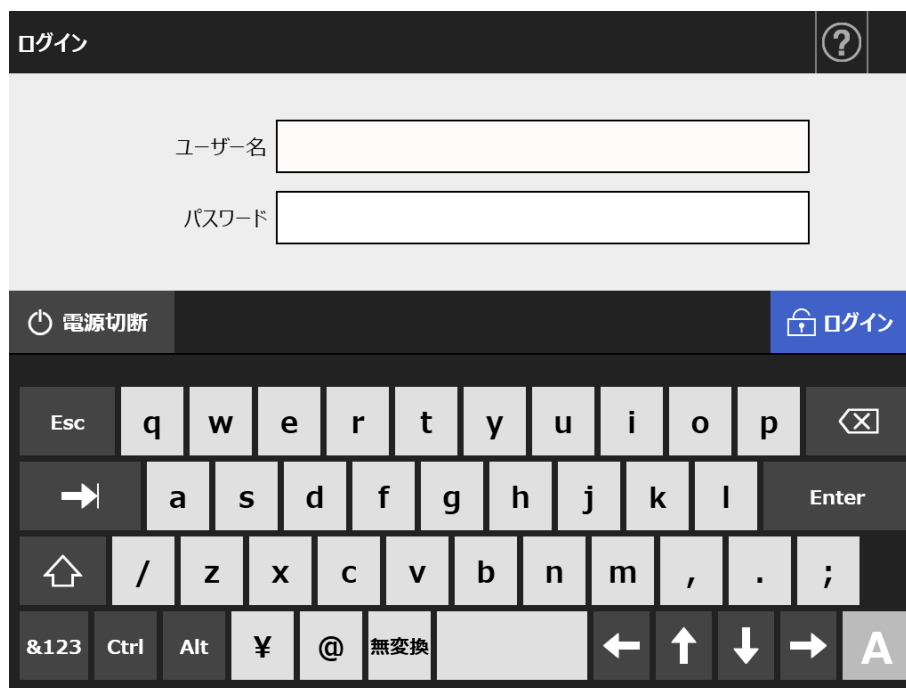 ログイン ?
ユーザー名
パスワード
電源切断 ログイン
Esc q w e r t y u i o p
a s d f g h j k l Enter
/ z x c v b n m , . ;
&123 Ctrl Alt ¥ @ 無変換 A